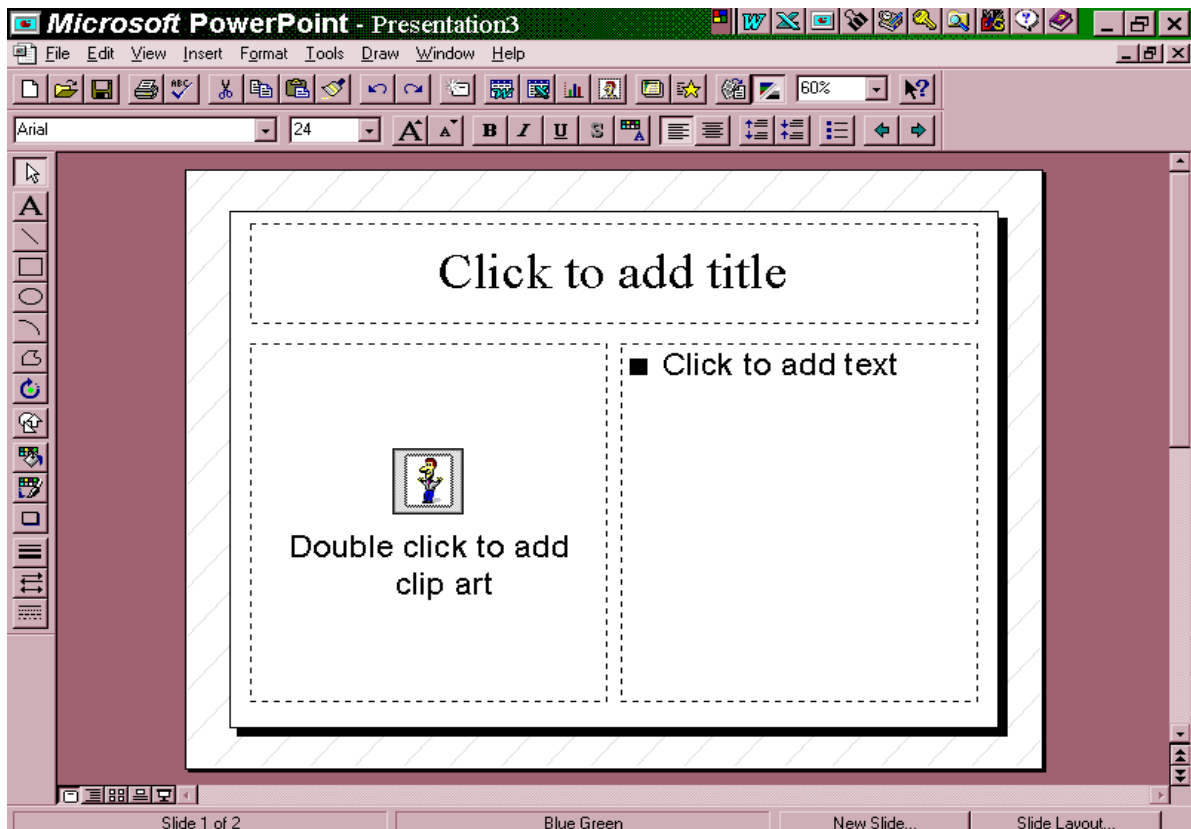 Microsoft PowerPoint - Presentation3
File Edit View Insert Format Tools Draw Window Help
60%
Arial 24 A A B I U S A
A
Click to add title
Click to add text
Double click to add
clip art
Slide 1 of 2 Blue Green New Slide... Slide Layout...